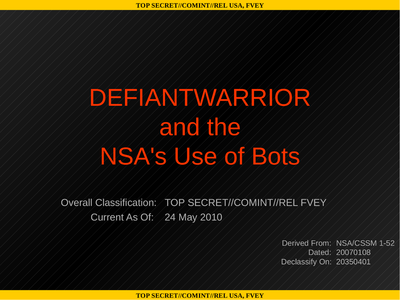 TOP SECRET//COMINT//REL USA, FVEY
DEFIANTWARRIOR
and the
NSA's Use of Bots
Overall Classification: TOP SECRET//COMINT//REL FVEY
Current As Of: 24 May 2010
Derived From: NSA/CSSM 1-52
Dated: 20070108
Declassify On: 20350401
TOP SECRET//COMINT//REL USA, FVEY